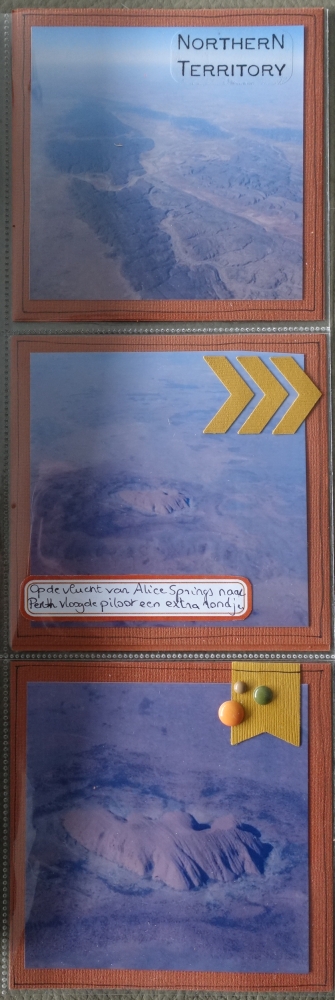 NORTHERN
TERRITORY
Op de vlucht van Alice Springs naar
Perth vloog de piloot een extra rondje